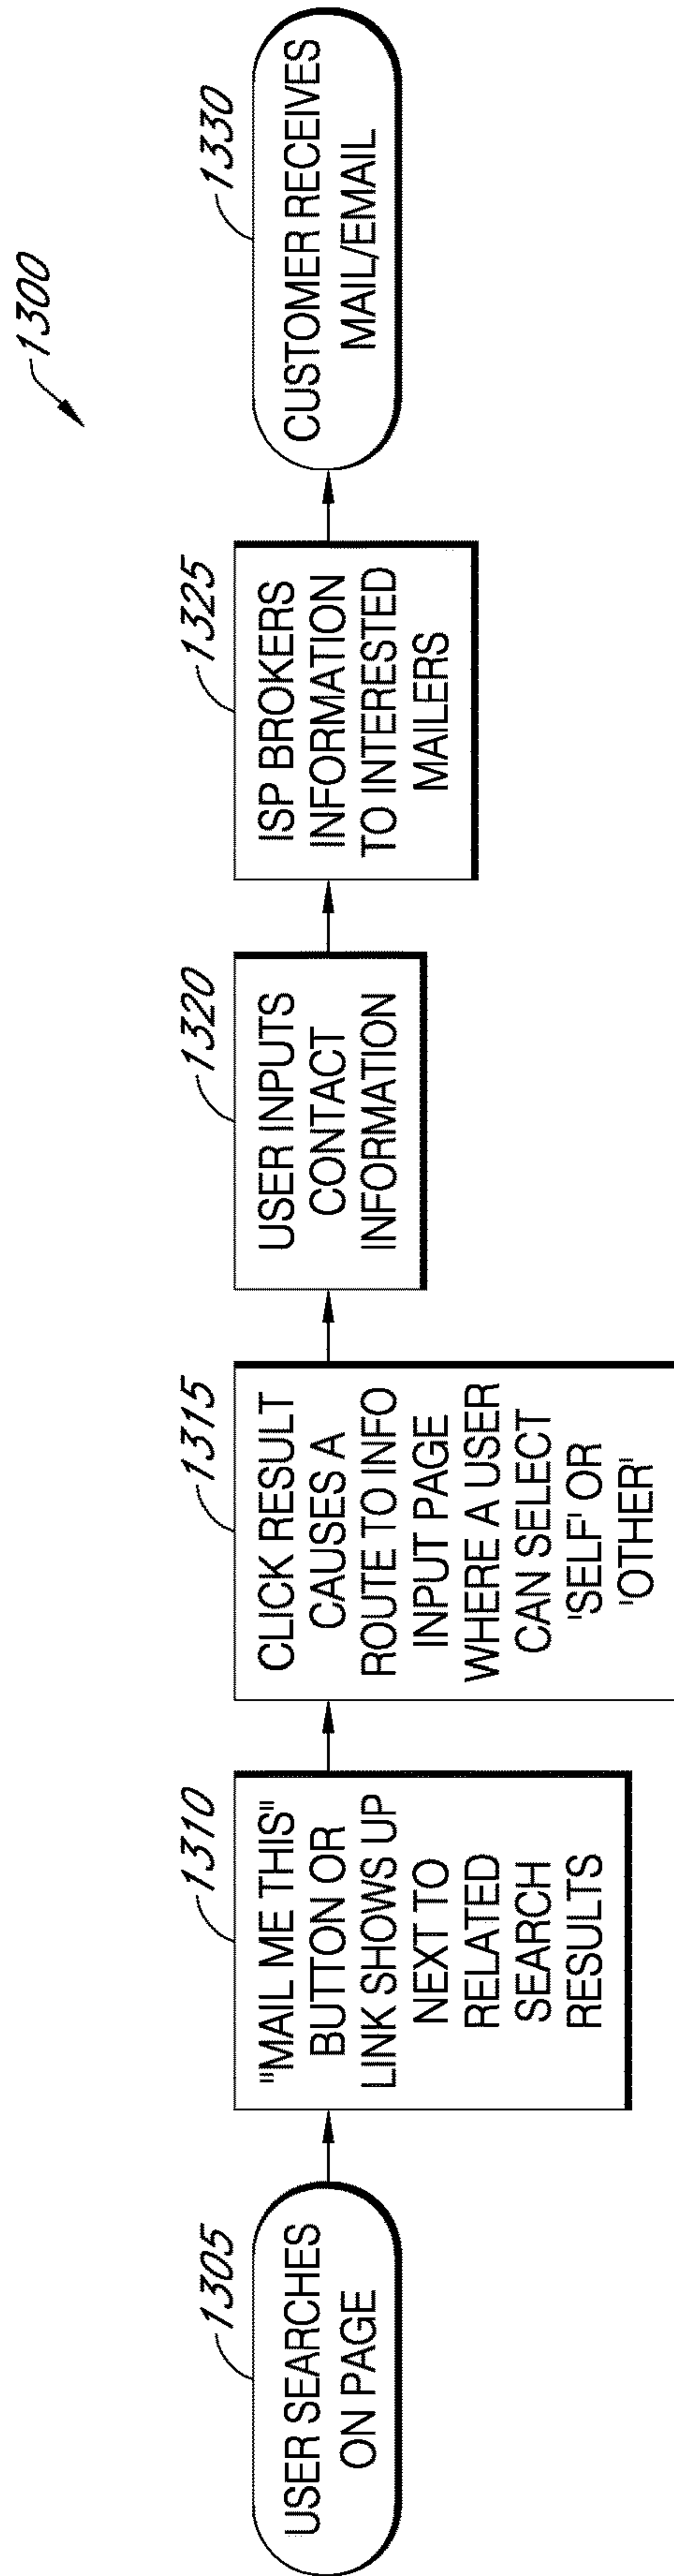 1300
1305
USER SEARCHES
ON PAGE
1310
"MAIL ME THIS"
BUTTON OR
LINK SHOWS UP
NEXT TO
RELATED
SEARCH
RESULTS
1315
CLICK RESULT
CAUSES A
ROUTE TO INFO
INPUT PAGE
WHERE A USER
CAN SELECT
'SELF' OR
'OTHER'
1320
USER INPUTS
CONTACT
INFORMATION
1325
ISP BROKERS
INFORMATION
TO INTERESTED
MAILERS
1330
CUSTOMER RECEIVES
MAIL/EMAIL